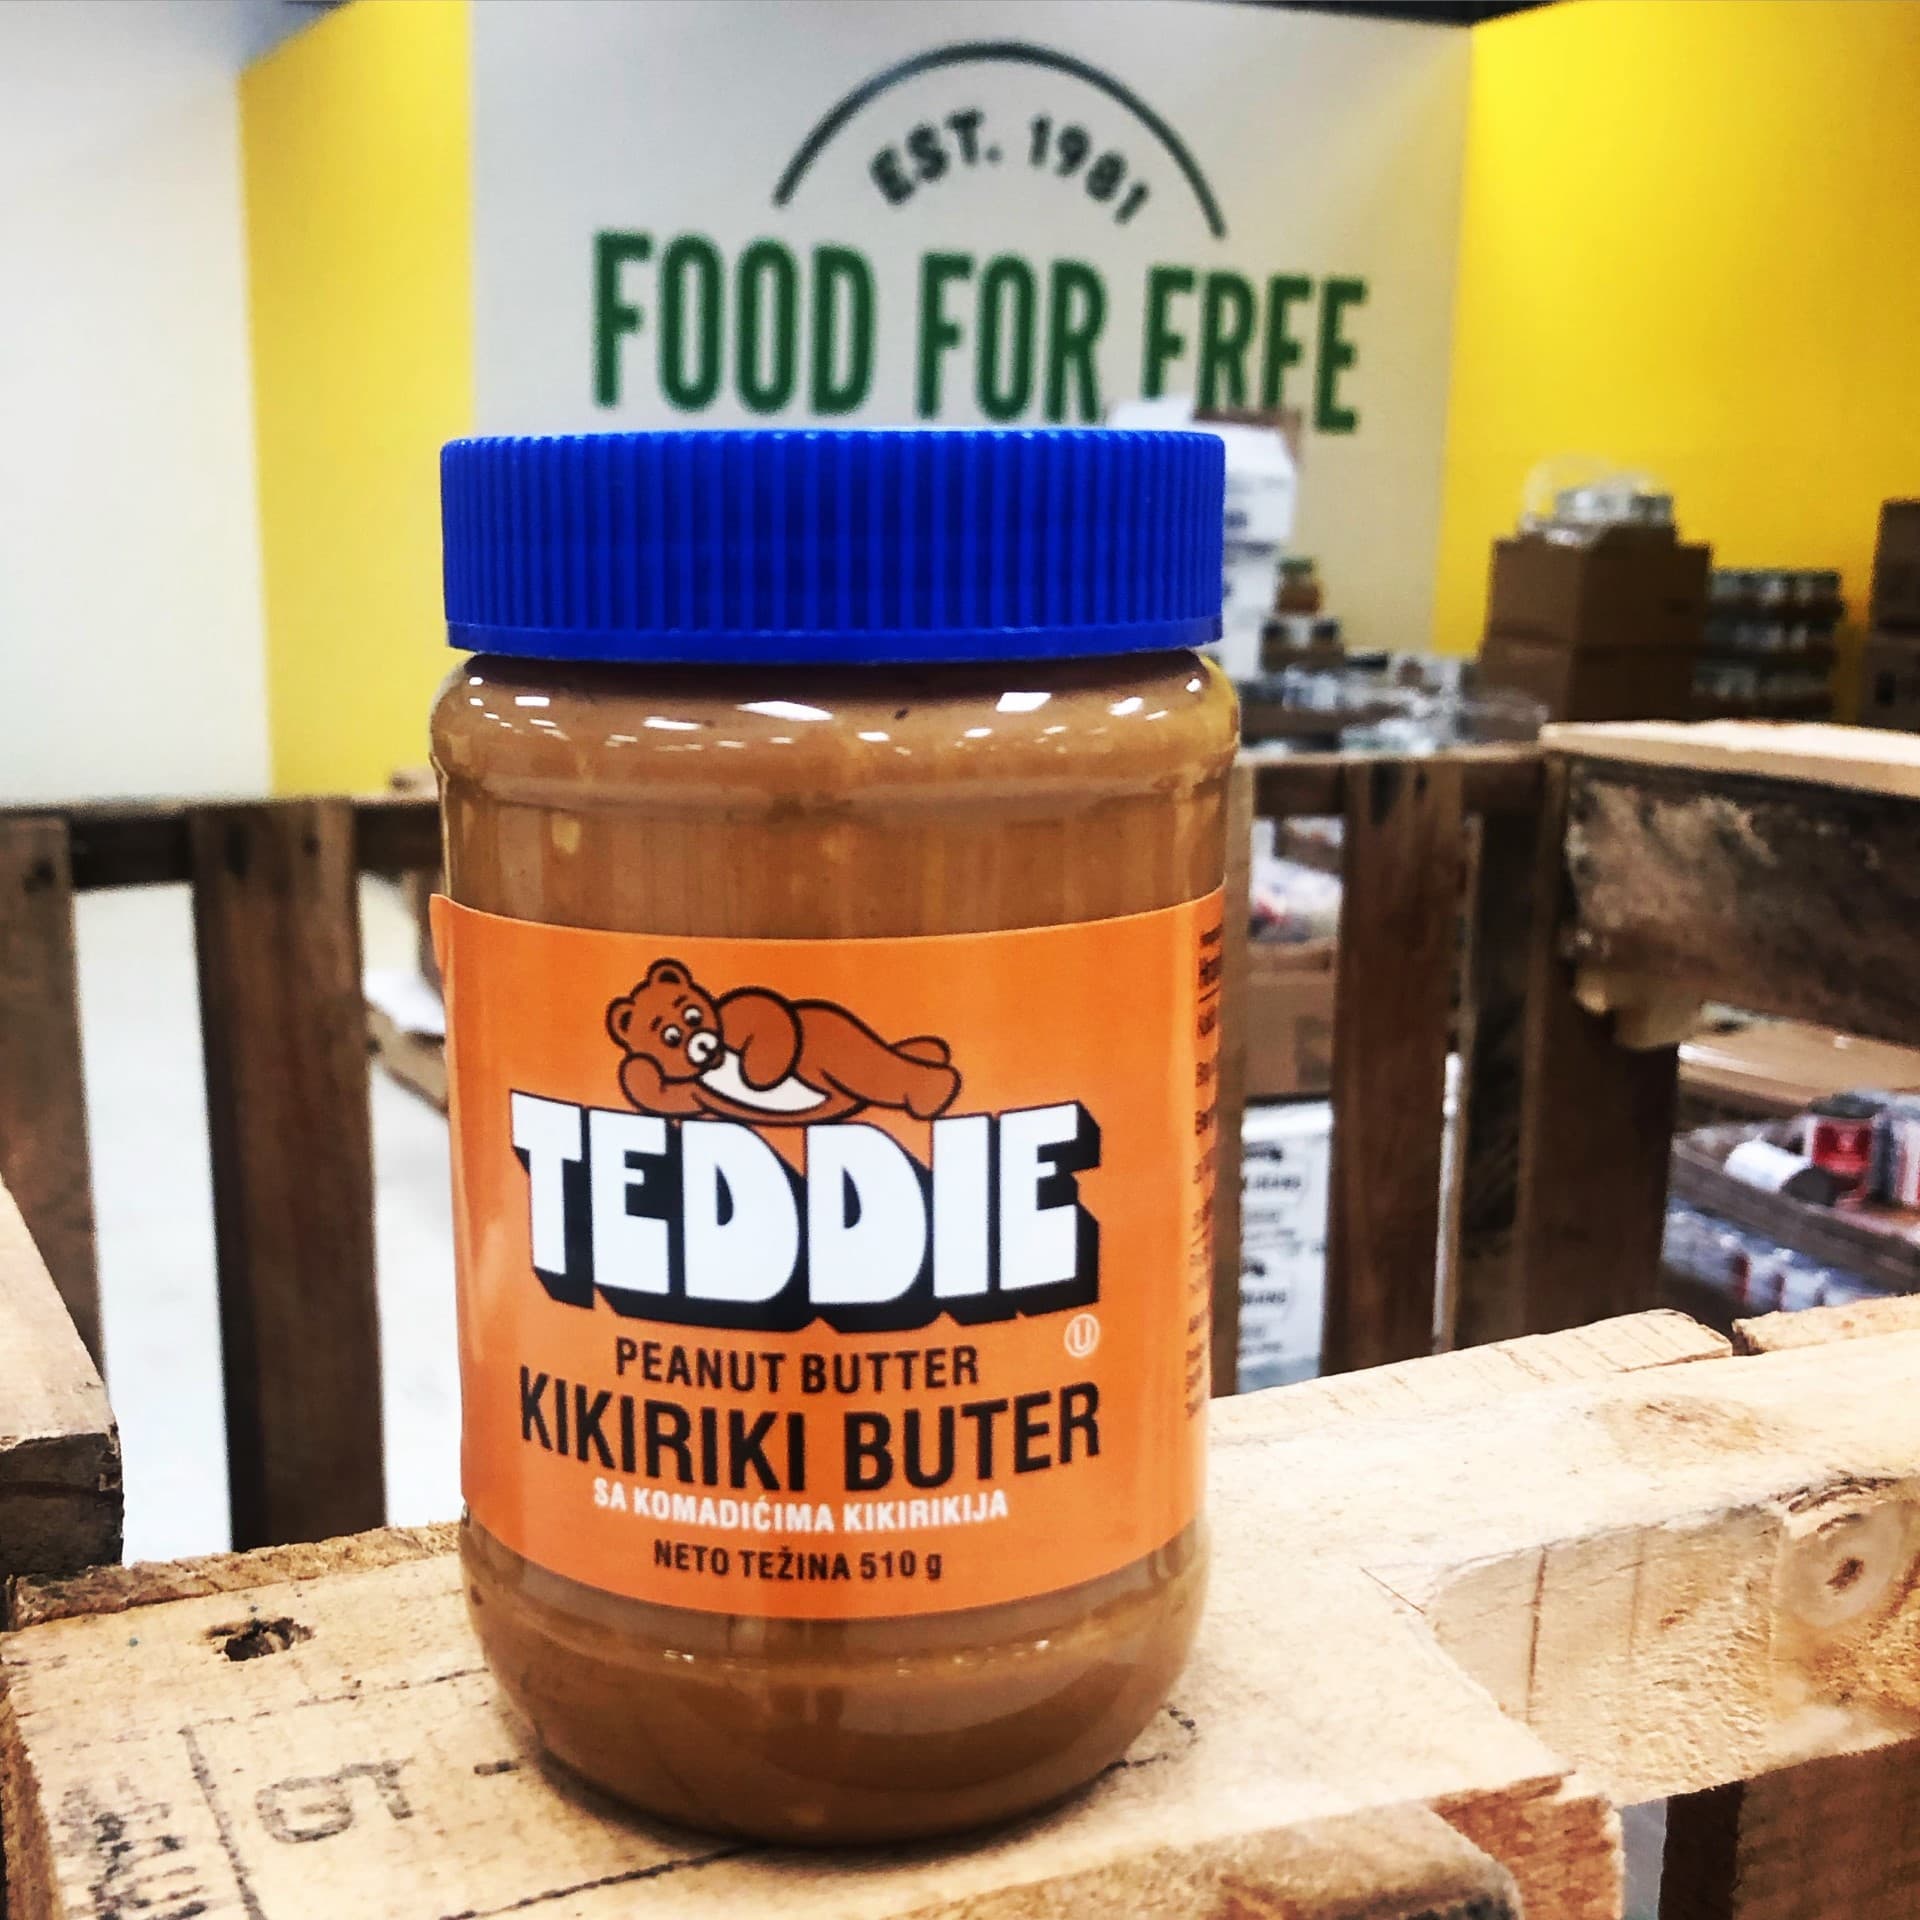 EST. 1981
FOOD FOR FREE
TEDDIE
U
PEANUT BUTTER
KIKIRIKI BUTER
SA KOMADIĆIMA KIKIRIKIJA
NETO TEŽINA 510 g